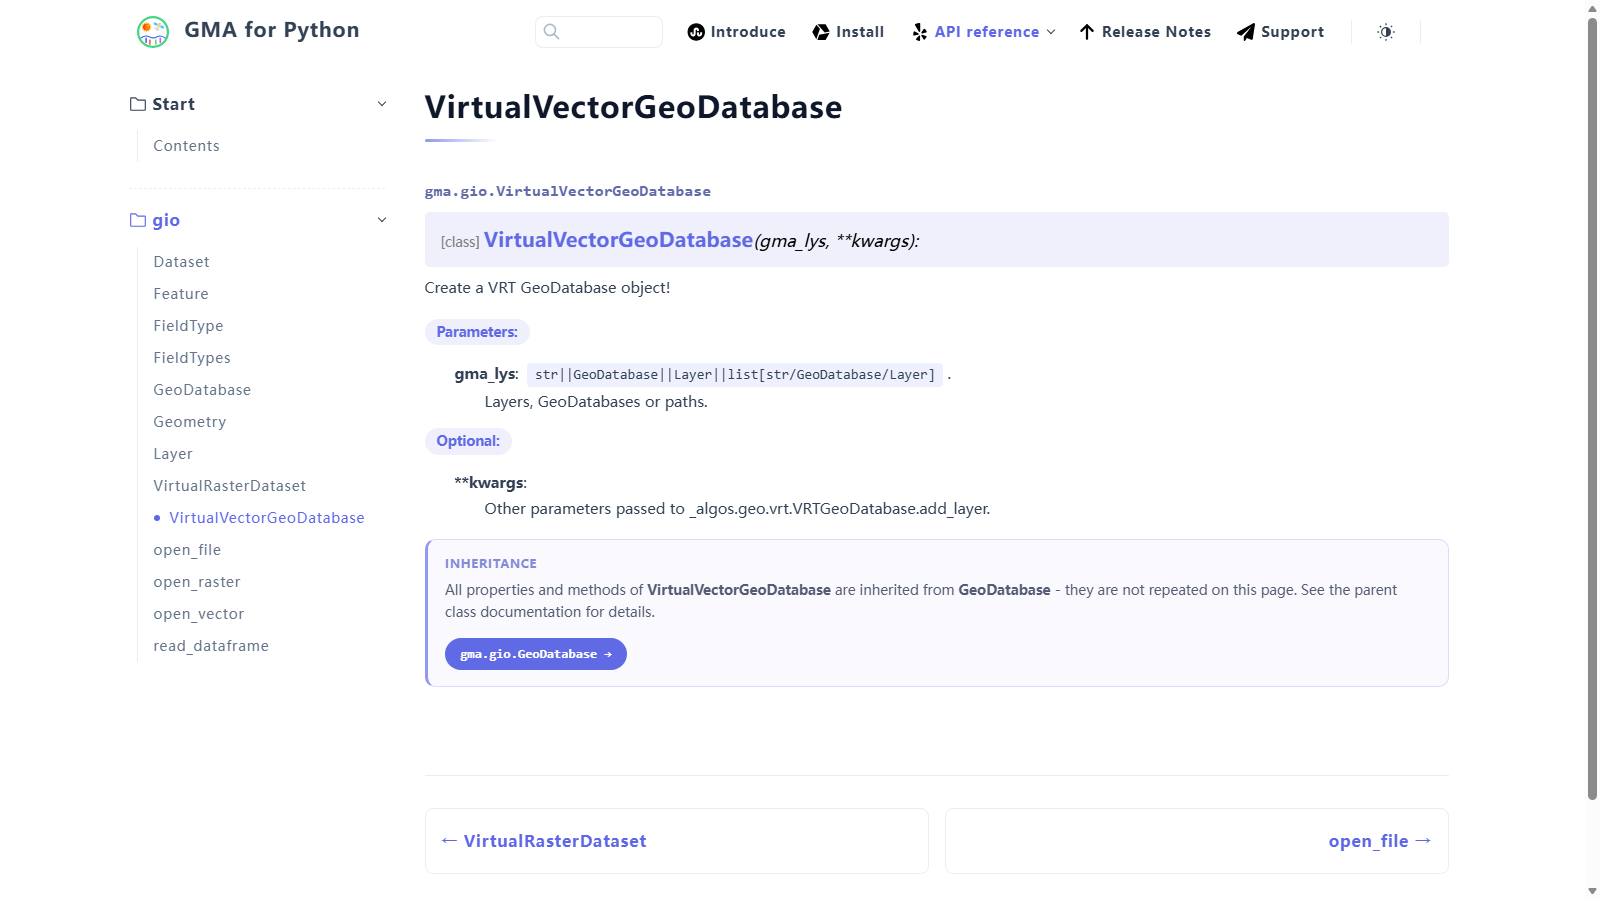 GMA for Python
Introduce
Install
API reference
Release Notes
Support
Start
Contents
gio
Dataset
Feature
FieldType
FieldTypes
GeoDatabase
Geometry
Layer
VirtualRasterDataset
VirtualVectorGeoDatabase
open_file
open_raster
open_vector
read_dataframe
VirtualVectorGeoDatabase
gma.gio.VirtualVectorGeoDatabase
[class] VirtualVectorGeoDatabase(gma_lys, **kwargs):
Create a VRT GeoDatabase object!
Parameters:
gma_lys: str||GeoDatabase||Layer||list[str/GeoDatabase/Layer] .
Layers, GeoDatabases or paths.
Optional:
**kwargs:
Other parameters passed to _algos.geo.vrt.VRTGeoDatabase.add_layer.
INHERITANCE
All properties and methods of VirtualVectorGeoDatabase are inherited from GeoDatabase - they are not repeated on this page. See the parent
class documentation for details.
gma.gio.GeoDatabase →
← VirtualRasterDataset
open_file →